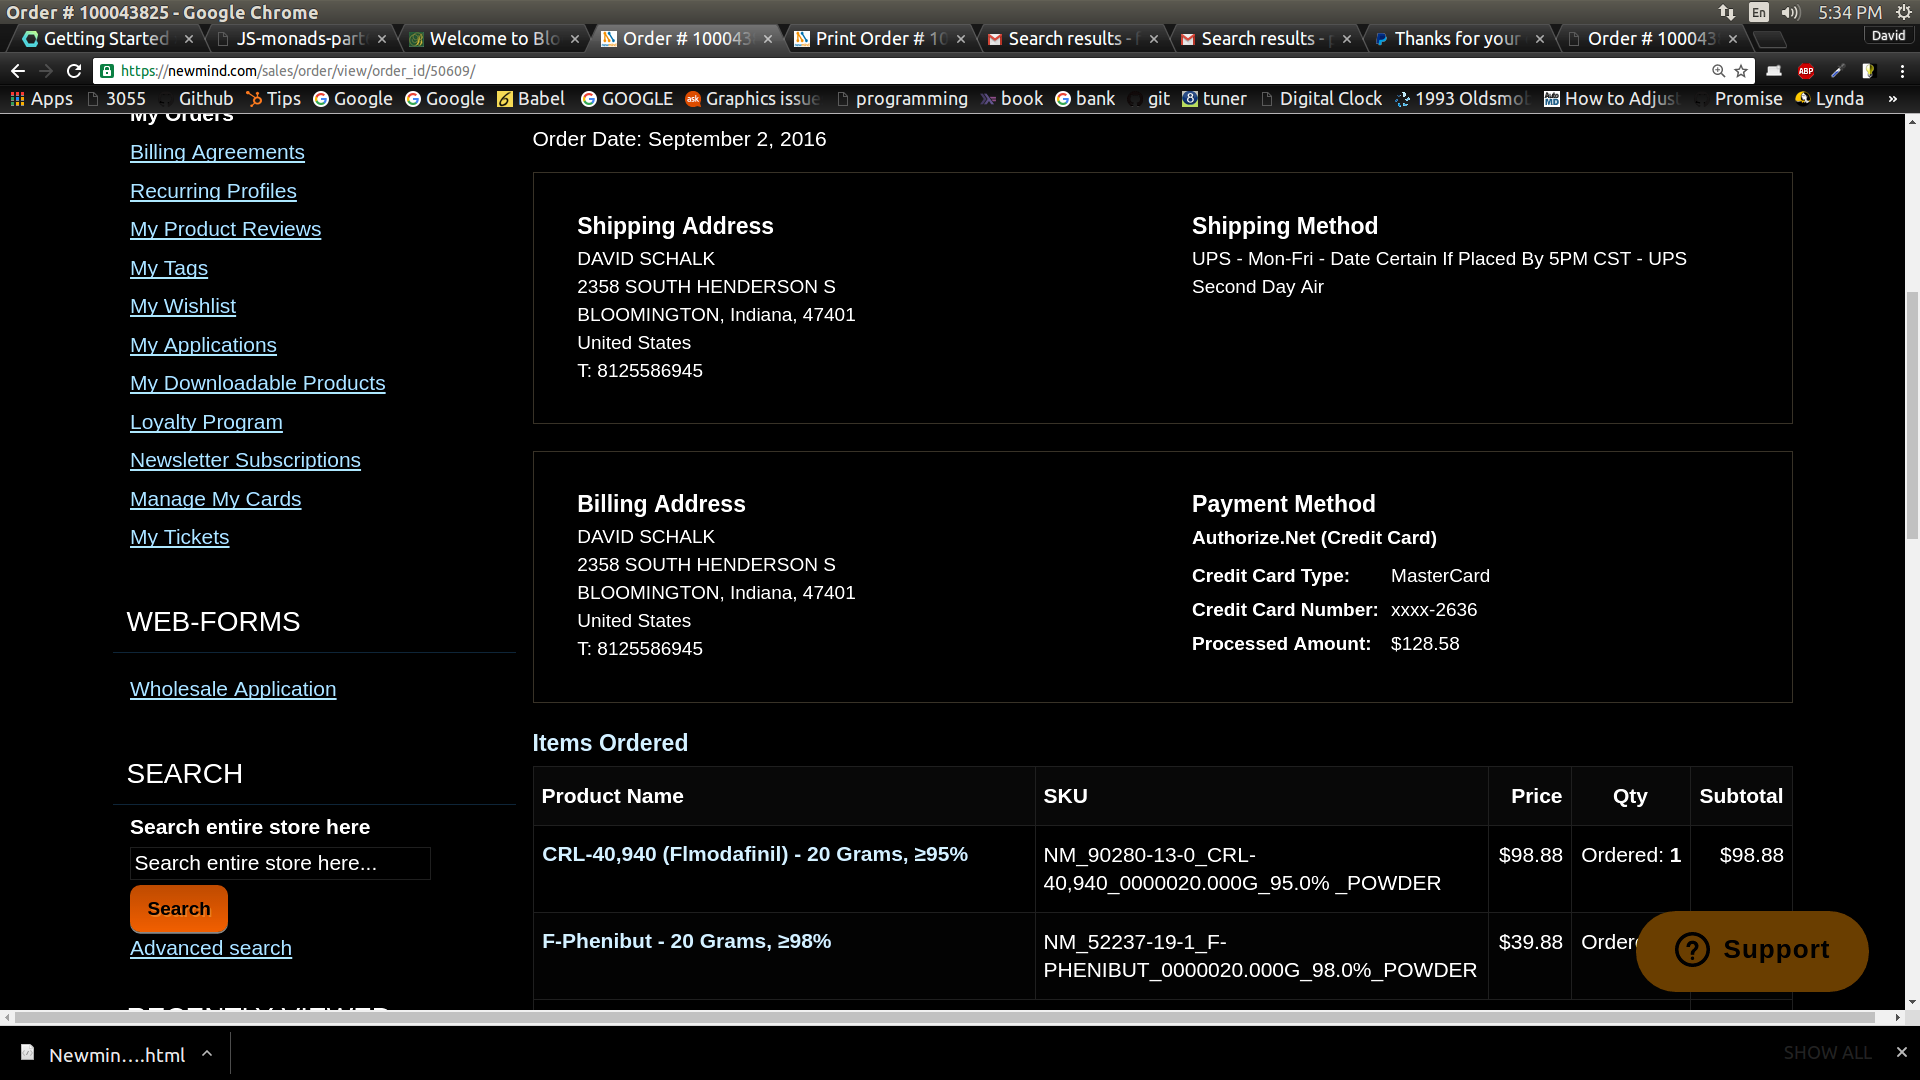 Order # 100043825 - Google Chrome
En
5:34 PM
Getting Started
JS-monads-part
Welcome to Blo
Order # 100043
Print Order # 10
Search results - f
Search results - p
Thanks for your
Order # 100043
David
https://newmind.com/sales/order/view/order_id/50609/
ABP
Apps
3055
Github
Tips
Google
Google
Babel
GOOGLE
Graphics issue
programming
book
bank
git
tuner
Digital Clock
1993 Oldsmo
How to Adjus
Promise
Lynda
»
My Orders
Billing Agreements
Recurring Profiles
My Product Reviews
My Tags
My Wishlist
My Applications
My Downloadable Products
Loyalty Program
Newsletter Subscriptions
Manage My Cards
My Tickets
WEB-FORMS
Wholesale Application
SEARCH
Search entire store here
Search entire store here...
Search
Advanced search
RECENTLY VIEWED
Order Date: September 2, 2016
Shipping Address
DAVID SCHALK
2358 SOUTH HENDERSON S
BLOOMINGTON, Indiana, 47401
United States
T: 8125586945
Shipping Method
UPS - Mon-Fri - Date Certain If Placed By 5PM CST - UPS
Second Day Air
Billing Address
DAVID SCHALK
2358 SOUTH HENDERSON S
BLOOMINGTON, Indiana, 47401
United States
T: 8125586945
Payment Method
Authorize.Net (Credit Card)
Credit Card Type: MasterCard
Credit Card Number: xxxx-2636
Processed Amount: $128.58
Items Ordered
Product Name SKU Price Qty Subtotal
CRL-40,940 (Flmodafinil) - 20 Grams, ≥95%
NM_90280-13-0_CRL-
40,940_0000020.000G_95.0% _POWDER
$98.88
Ordered: 1
$98.88
F-Phenibut - 20 Grams, ≥98%
NM_52237-19-1_F-
PHENIBUT_0000020.000G_98.0%_POWDER
$39.88
Order
Support
Newmin....html
SHOW ALL